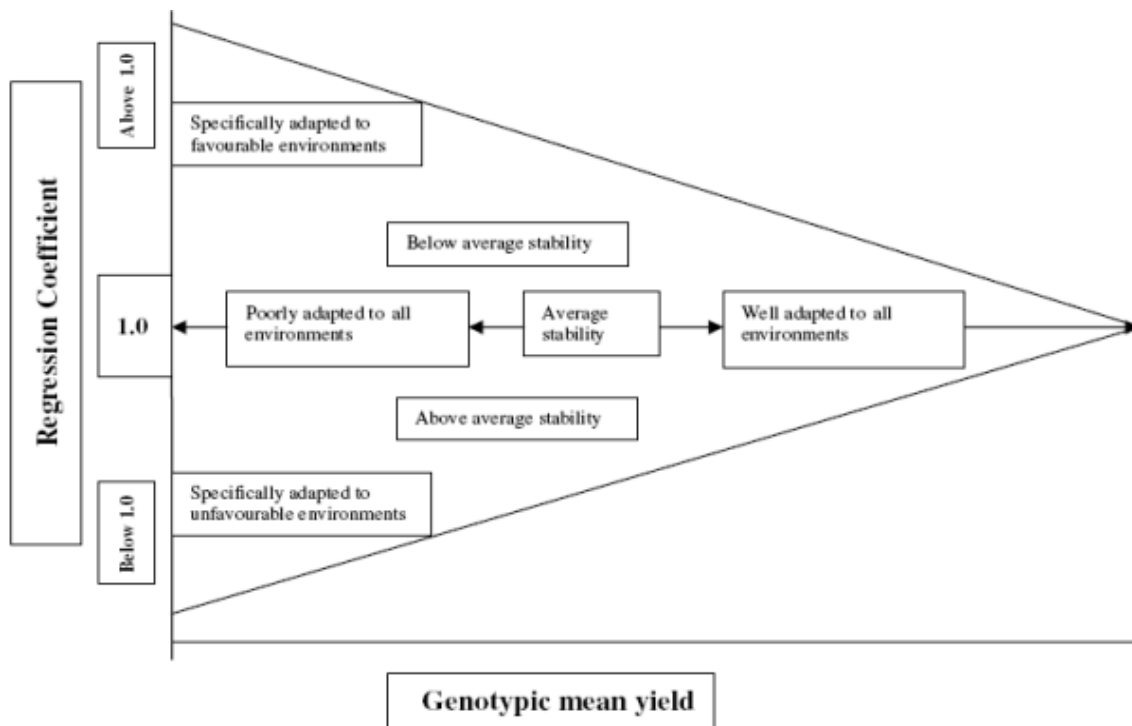 Regression Coefficient
Above 1.0
1.0
Below 1.0
Specifically adapted to
favourable environments
Below average stability
Poorly adapted to all
environments
Average
stability
Well adapted to all
environments
Above average stability
Specifically adapted to
unfavourable environments
Genotypic mean yield